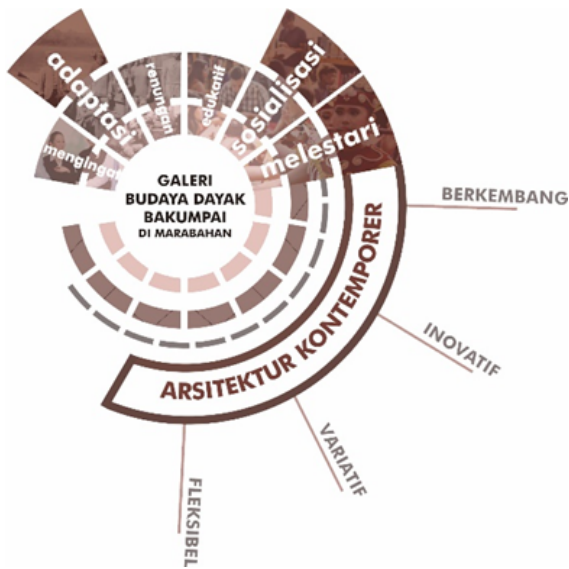 mengingat
adaptasi
renungan
edukatif
sosialisasi
melestari
GALERI
BUDAYA DAYAK
BAKUMPAI
DI MARABAHAN
ARSITEKTUR KONTEMPORER
BERKEMBANG
INOVATIF
VARIATIF
FLEKSIBEL